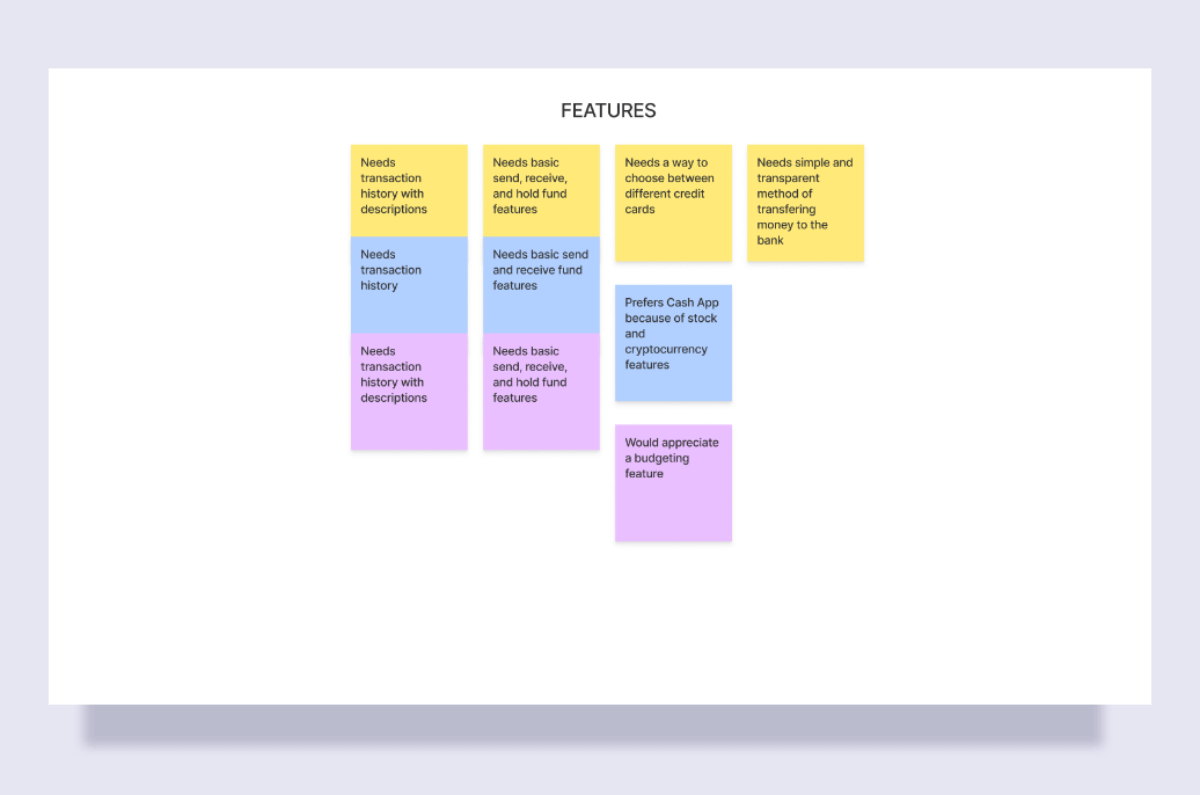 FEATURES
Needs
transaction
history with
descriptions
Needs basic
send, receive,
and hold fund
features
Needs a way to
choose between
different credit
cards
Needs simple and
transparent
method of
transfering
money to the
bank
Needs
transaction
history
Needs basic send
and receive fund
features
Prefers Cash App
because of stock
and
cryptocurrency
features
Needs
transaction
history with
descriptions
Needs basic
send, receive,
and hold fund
features
Would appreciate
a budgeting
feature